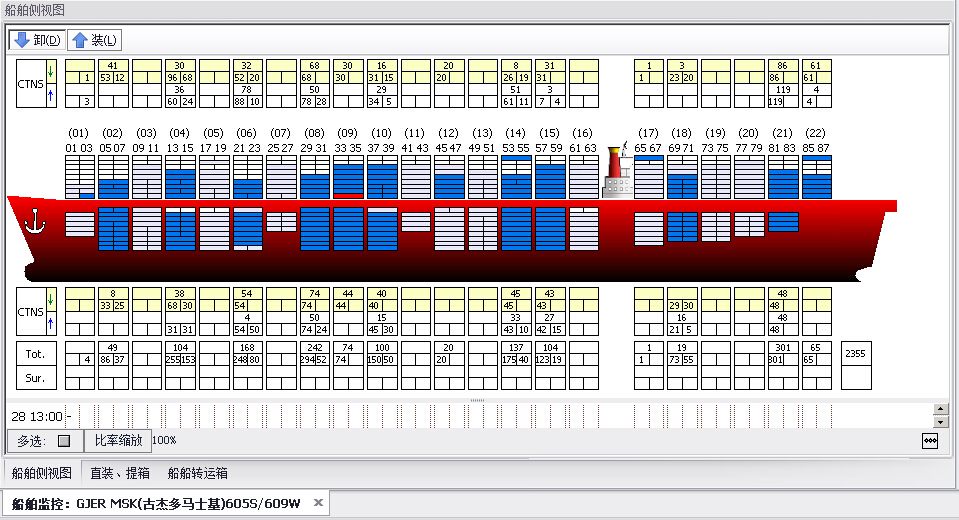 船舶侧视图
卸(D) 装(L)
41 30 32 68 30 16 20 8 31 1 3 86 61
CTNS 1 53 12 96 68 52 20 68 30 31 15 20 26 19 31 1 23 20 86 61
36 78 50 29 51 3 119 4
3 60 24 88 10 78 28 34 5 61 11 7 4 119 4
(01) (02) (03) (04) (05) (06) (07) (08) (09) (10) (11) (12) (13) (14) (15) (16) (17) (18) (19) (20) (21) (22)
01 03 05 07 09 11 13 15 17 19 21 23 25 27 29 31 33 35 37 39 41 43 45 47 49 51 53 55 57 59 61 63 65 67 69 71 73 75 77 79 81 83 85 87
8 38 54 74 44 40 45 43 48
CTNS 33 25 68 30 54 74 44 40 45 43 29 30 48
4 50 15 33 27 16 48
31 31 54 50 74 24 45 30 43 10 42 15 21 5 48
Tot. 49 104 168 242 74 100 20 137 104 1 19 301 65 2355
4 86 37 255 153 248 80 294 52 74 150 50 20 175 40 123 19 1 73 55 301 65
Sur.
28 13:00
多选: 比率缩放 100%
船舶侧视图 直装、提箱 船舶转运箱
船舶监控: GJER MSK(古杰多马士基)605S/609W